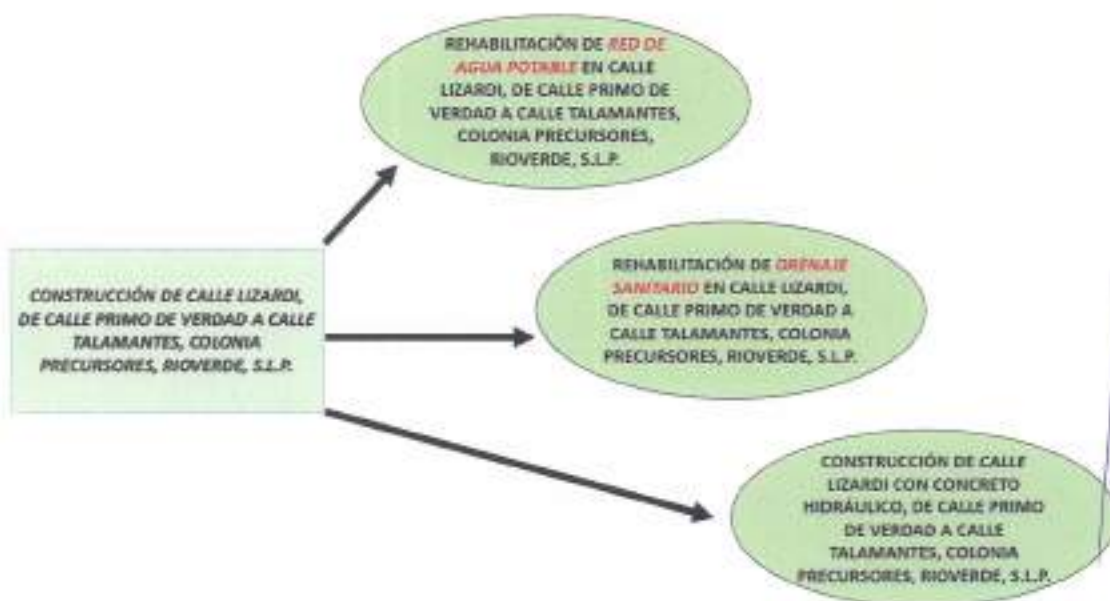 REHABILITACIÓN DE RED DE
AGUA POTABLE EN CALLE
LIZARDI, DE CALLE PRIMO DE
VERDAD A CALLE TALAMANTES,
COLONIA PRECURSORES,
RIOVERDE, S.L.P.
CONSTRUCCIÓN DE CALLE LIZARDI,
DE CALLE PRIMO DE VERDAD A CALLE
TALAMANTES, COLONIA
PRECURSORES, RIOVERDE, S.L.P.
REHABILITACIÓN DE DRENAJE
SANITARIO EN CALLE LIZARDI,
DE CALLE PRIMO DE VERDAD A
CALLE TALAMANTES, COLONIA
PRECURSORES, RIOVERDE, S.L.P.
CONSTRUCCIÓN DE CALLE
LIZARDI CON CONCRETO
HIDRÁULICO, DE CALLE PRIMO
DE VERDAD A CALLE
TALAMANTES, COLONIA
PRECURSORES, RIOVERDE, S.L.P.